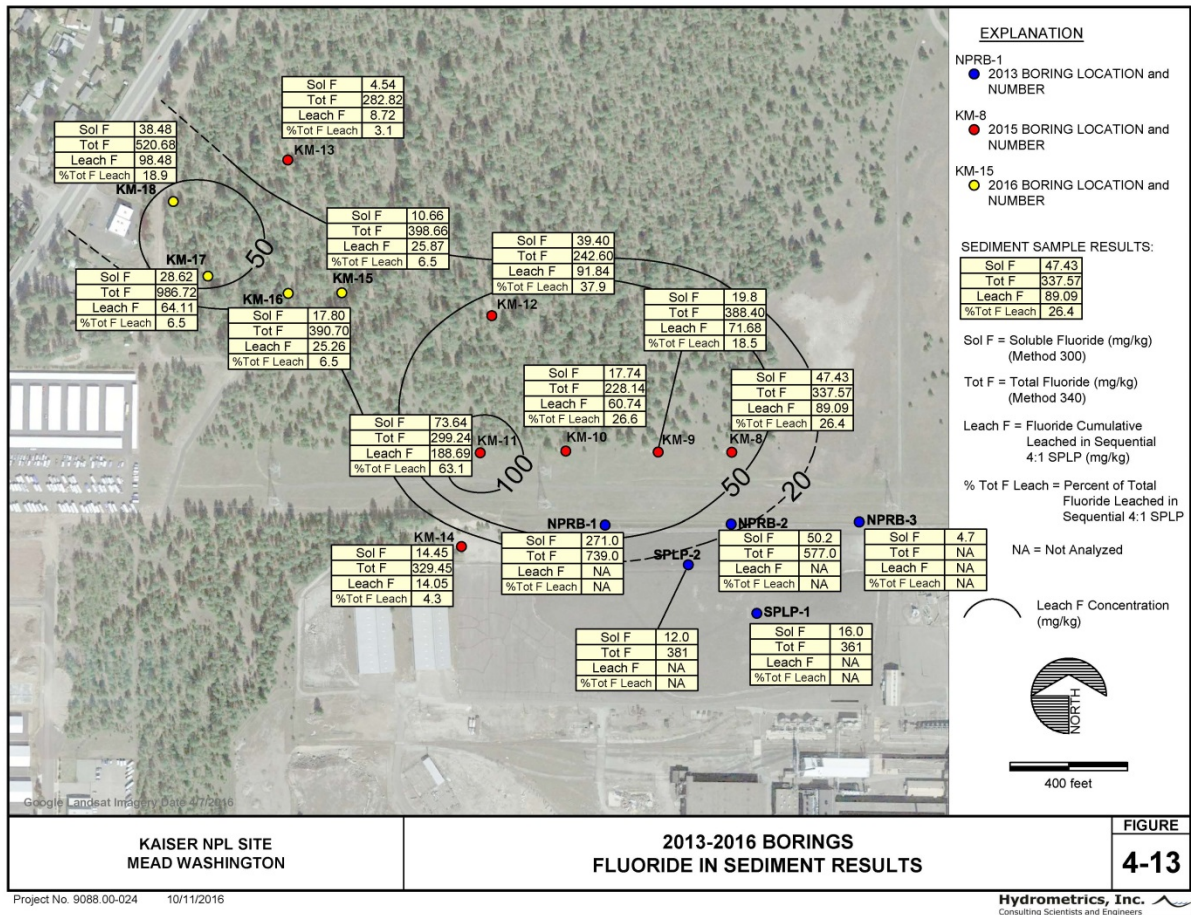 EXPLANATION
NPRB-1
2013 BORING LOCATION and
NUMBER
KM-8
2015 BORING LOCATION and
NUMBER
KM-15
2016 BORING LOCATION and
NUMBER
SEDIMENT SAMPLE RESULTS:
Sol F 47.43
Tot F 337.57
Leach F 89.09
%Tot F Leach 26.4
Sol F = Soluble Fluoride (mg/kg)
(Method 300)
Tot F = Total Fluoride (mg/kg)
(Method 340)
Leach F = Fluoride Cumulative
Leached in Sequential
4:1 SPLP (mg/kg)
% Tot F Leach = Percent of Total
Fluoride Leached in
Sequential 4:1 SPLP
NA = Not Analyzed
Leach F Concentration
(mg/kg)
NORTH
400 feet
Sol F 4.54
Tot F 282.82
Leach F 8.72
%Tot F Leach 3.1
KM-13
Sol F 38.48
Tot F 520.68
Leach F 98.48
%Tot F Leach 18.9
KM-18
50
KM-17
Sol F 28.62
Tot F 986.72
Leach F 64.11
%Tot F Leach 6.5
Sol F 10.66
Tot F 398.66
Leach F 25.87
%Tot F Leach 6.5
KM-15
KM-16
Sol F 17.80
Tot F 390.70
Leach F 25.26
%Tot F Leach 6.5
Sol F 39.40
Tot F 242.60
Leach F 91.84
%Tot F Leach 37.9
KM-12
Sol F 19.8
Tot F 388.40
Leach F 71.68
%Tot F Leach 18.5
KM-9
Sol F 17.74
Tot F 228.14
Leach F 60.74
%Tot F Leach 26.6
KM-10
Sol F 47.43
Tot F 337.57
Leach F 89.09
%Tot F Leach 26.4
KM-8
Sol F 73.64
Tot F 299.24
Leach F 188.69
%Tot F Leach 63.1
KM-11
100
50
20
KM-14
Sol F 14.45
Tot F 329.45
Leach F 14.05
%Tot F Leach 4.3
NPRB-1
Sol F 271.0
Tot F 739.0
Leach F NA
%Tot F Leach NA
NPRB-2
Sol F 50.2
Tot F 577.0
Leach F NA
%Tot F Leach NA
NPRB-3
Sol F 4.7
Tot F NA
Leach F NA
%Tot F Leach NA
SPLP-2
Sol F 12.0
Tot F 381
Leach F NA
%Tot F Leach NA
SPLP-1
Sol F 16.0
Tot F 361
Leach F NA
%Tot F Leach NA
Google Landsat Imagery Date 4/7/2016
KAISER NPL SITE
MEAD WASHINGTON
2013-2016 BORINGS
FLUORIDE IN SEDIMENT RESULTS
FIGURE
4-13
Project No. 9088.00-024 10/11/2016
Hydrometrics, Inc.
Consulting Scientists and Engineers